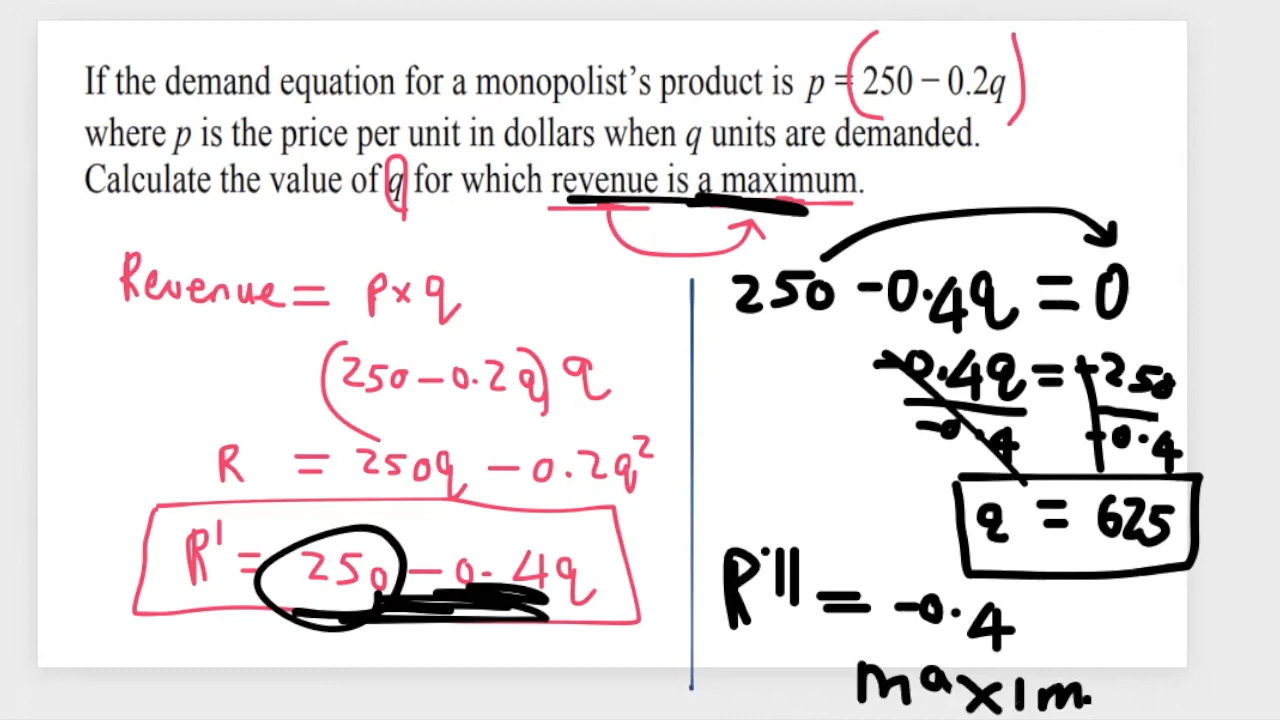 If the demand equation for a monopolist's product is p = (250 − 0.2q)
where p is the price per unit in dollars when q units are demanded.
Calculate the value of q for which revenue is a maximum.
Revenue = p × q
(250 − 0.2q) q
R = 250q − 0.2q²
R' = 250 − 0.4q
250 − 0.4q = 0
−0.4q = −250
−0.4 −0.4
q = 625
R'' = −0.4
maxim.